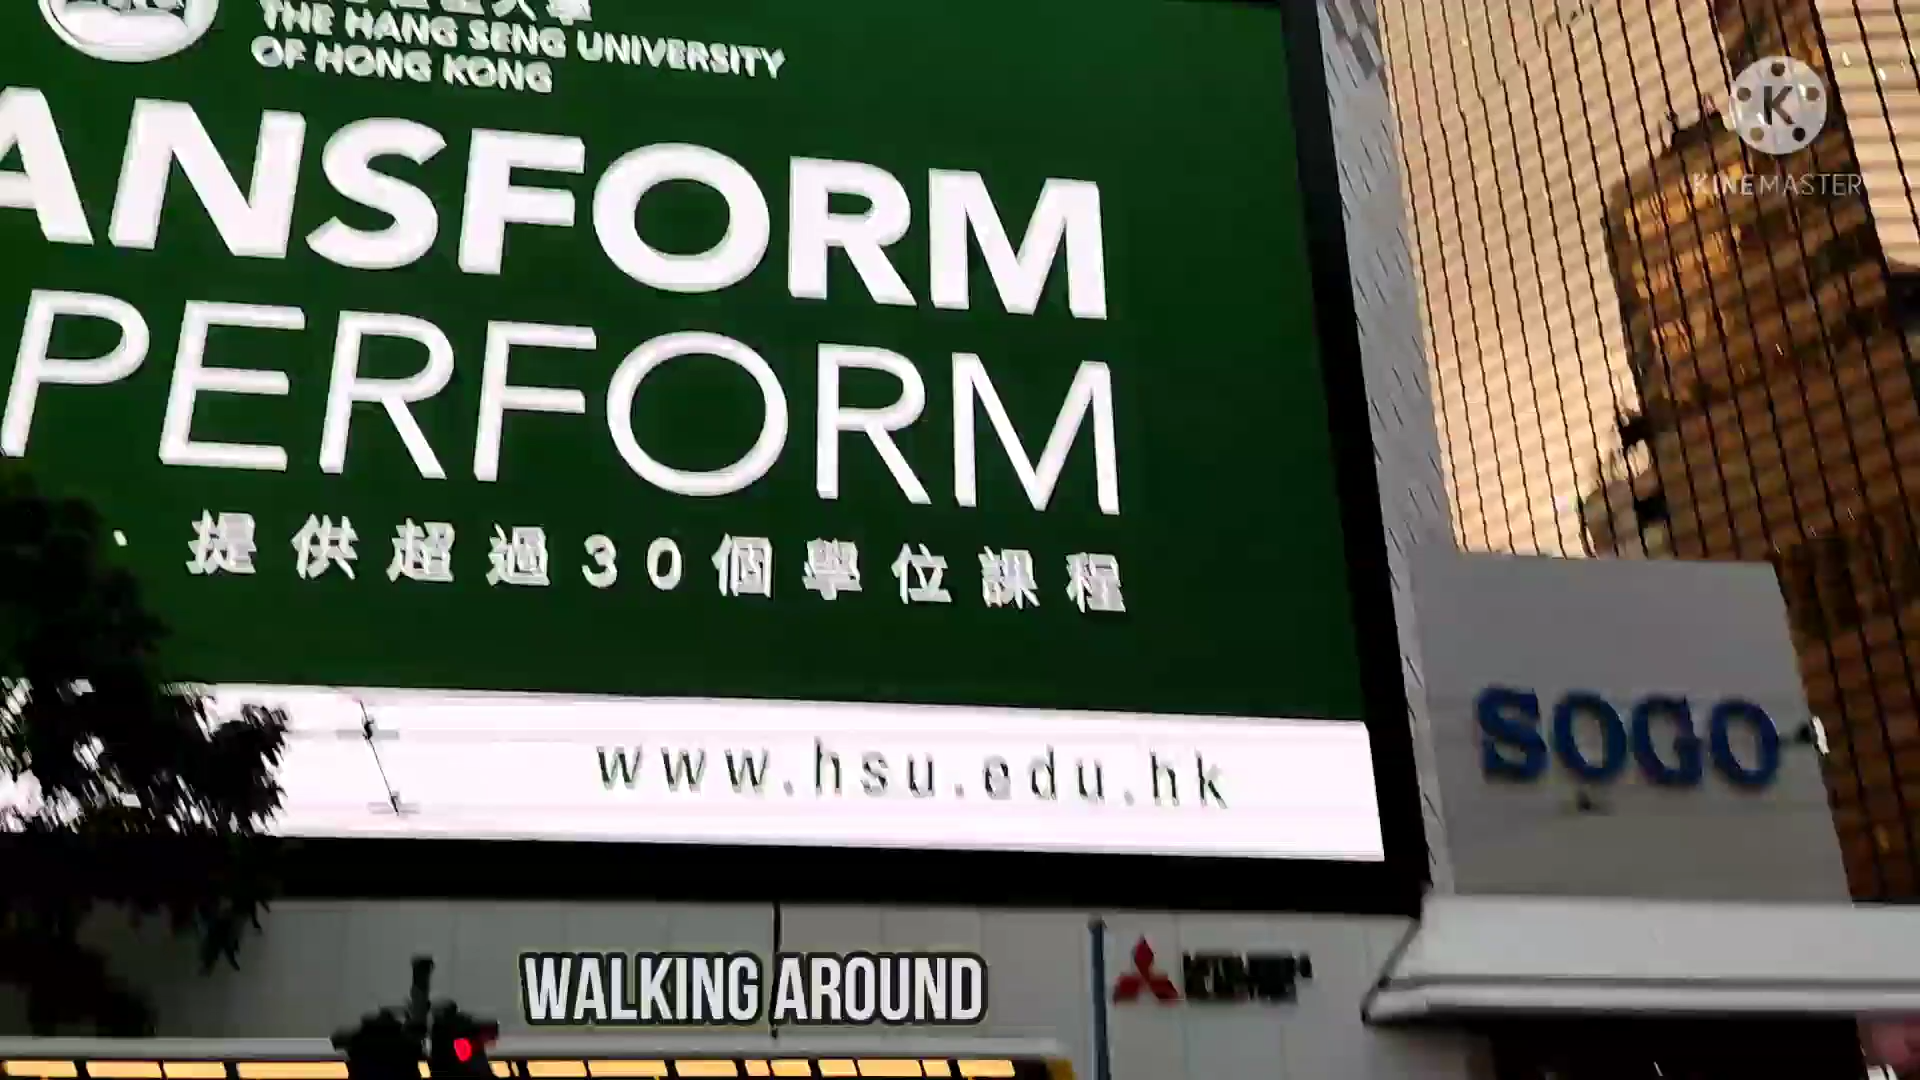 THE HANG SENG UNIVERSITY
OF HONG KONG
ANSFORM
PERFORM
提供超過30個學位課程
www.hsu.edu.hk
SOGO
WALKING AROUND
K
KINEMASTER